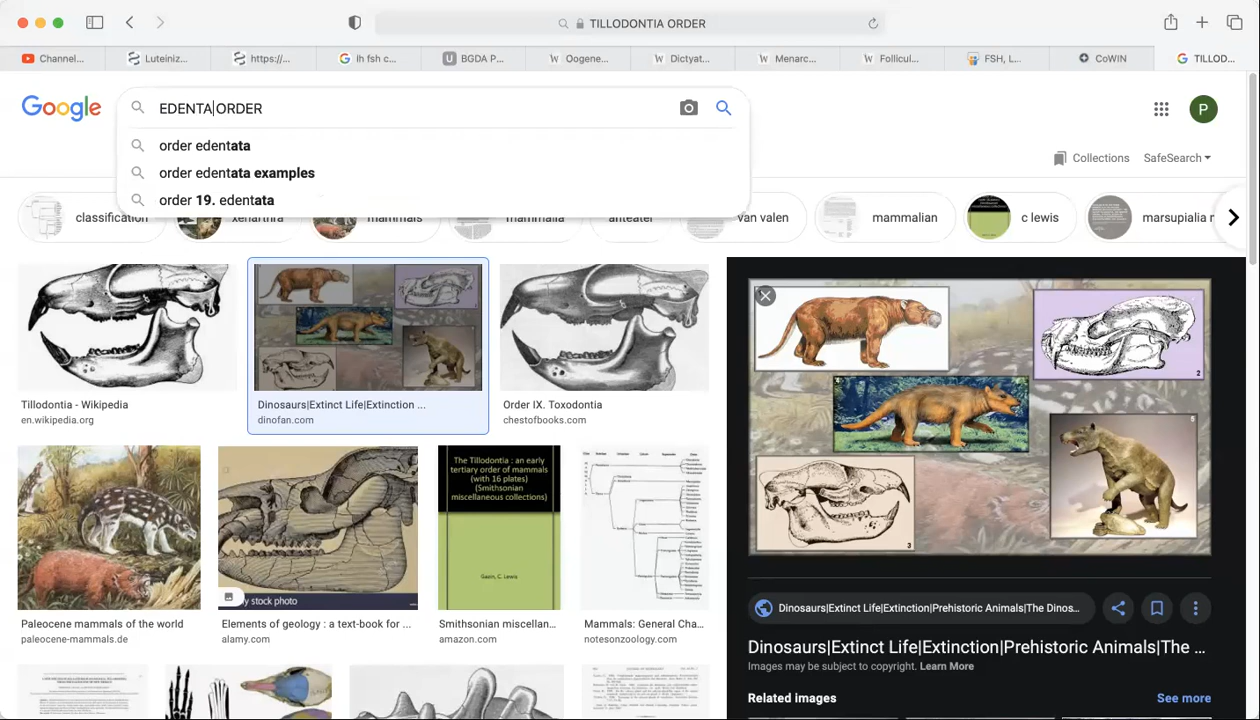 TILLODONTIA ORDER
Channel...
Luteiniz...
https://...
lh fsh c...
BGDA P...
Oogene...
Dictyat...
Menarc...
Follicul...
FSH, L...
CoWIN
TILLOD...
Google
EDENTA ORDER
P
order edentata
order edentata examples
order 19. edentata
Collections
SafeSearch
classification
xenarthra
mammals
mammalia
anteater
van valen
mammalian
c lewis
marsupialia
Tillodontia - Wikipedia
en.wikipedia.org
Dinosaurs|Extinct Life|Extinction ...
dinofan.com
Order IX. Toxodontia
chestofbooks.com
The Tillodontia : an early
tertiary order of mammals
(with 16 plates)
(Smithsonian
miscellaneous collections)
Gazin, C. Lewis
stock photo
Paleocene mammals of the world
paleocene-mammals.de
Elements of geology : a text-book for ...
alamy.com
Smithsonian miscellan...
amazon.com
Mammals: General Cha...
notesonzoology.com
2
3
5
Dinosaurs|Extinct Life|Extinction|Prehistoric Animals|The Dinos...
Dinosaurs|Extinct Life|Extinction|Prehistoric Animals|The ...
Images may be subject to copyright. Learn More
Related images
See more